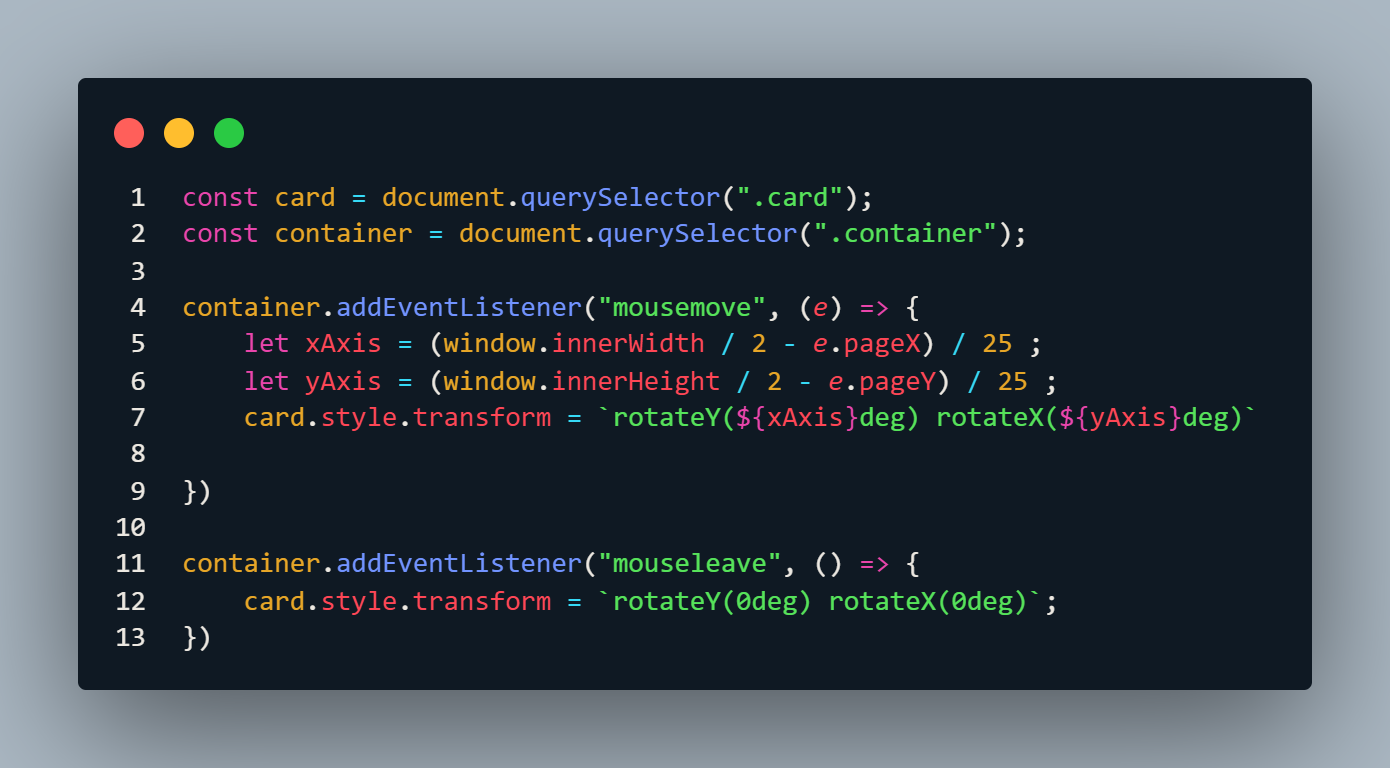 1 const card = document.querySelector(".card");
2 const container = document.querySelector(".container");
3
4 container.addEventListener("mousemove", (e) => {
5     let xAxis = (window.innerWidth / 2 - e.pageX) / 25 ;
6     let yAxis = (window.innerHeight / 2 - e.pageY) / 25 ;
7     card.style.transform = `rotateY(${xAxis}deg) rotateX(${yAxis}deg)`
8
9 })
10
11 container.addEventListener("mouseleave", () => {
12     card.style.transform = `rotateY(0deg) rotateX(0deg)`;
13 })